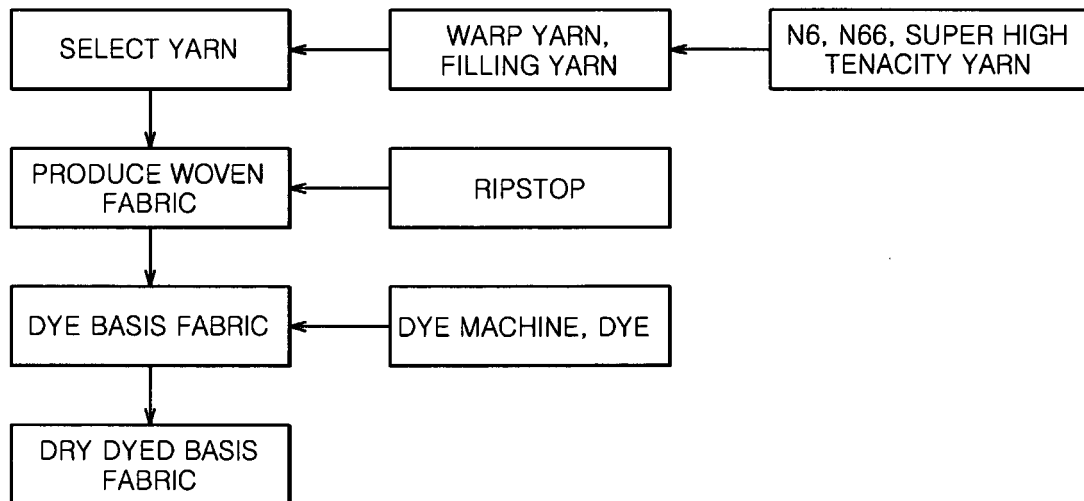 SELECT YARN
WARP YARN,
FILLING YARN
N6, N66, SUPER HIGH
TENACITY YARN
PRODUCE WOVEN
FABRIC
RIPSTOP
DYE BASIS FABRIC
DYE MACHINE, DYE
DRY DYED BASIS
FABRIC